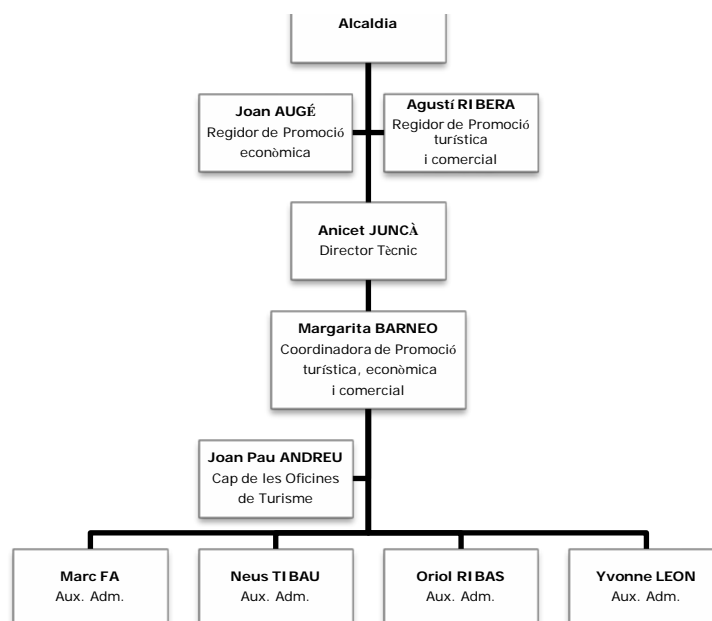 Alcaldia
Joan AUGÉ
Regidor de Promoció
econòmica
Agustí RIBERA
Regidor de Promoció
turística
i comercial
Anicet JUNCÀ
Director Tècnic
Margarita BARNEO
Coordinadora de Promoció
turística, econòmica
i comercial
Joan Pau ANDREU
Cap de les Oficines
de Turisme
Marc FA
Aux. Adm.
Neus TIBAU
Aux. Adm.
Oriol RIBAS
Aux. Adm.
Yvonne LEON
Aux. Adm.